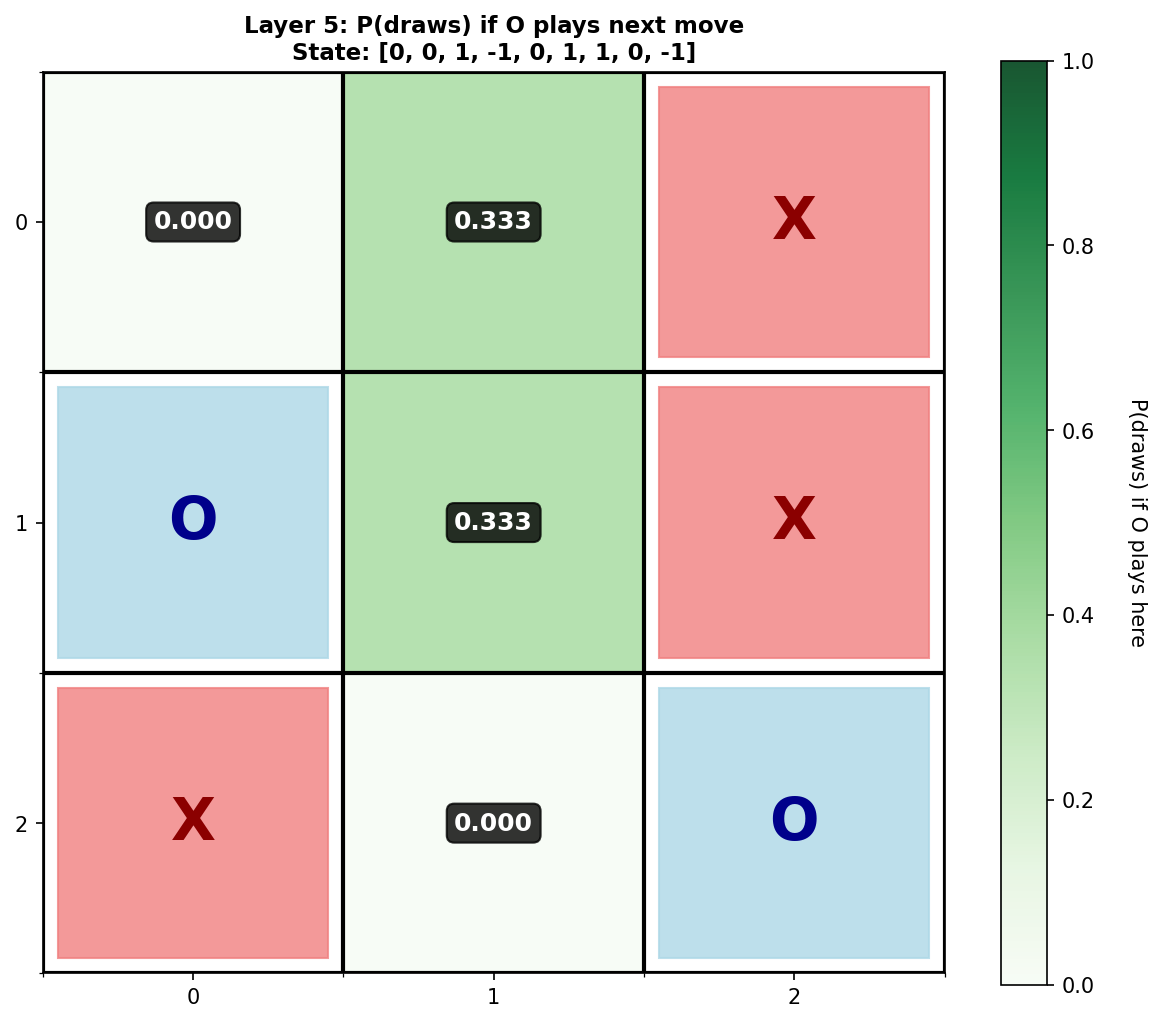 Layer 5: P(draws) if O plays next move
State: [0, 0, 1, -1, 0, 1, 1, 0, -1]
0
0.000
0.333
X
1
O
0.333
X
2
X
0.000
O
0
1
2
1.0
0.8
0.6
0.4
0.2
0.0
P(draws) if O plays here